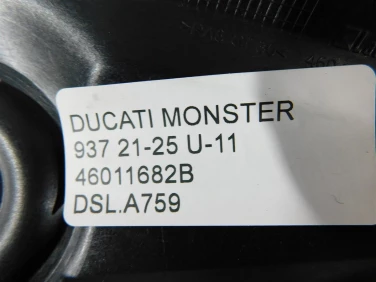 DUCATI MONSTER
937 21-25 U-11
46011682B
DSL.A759